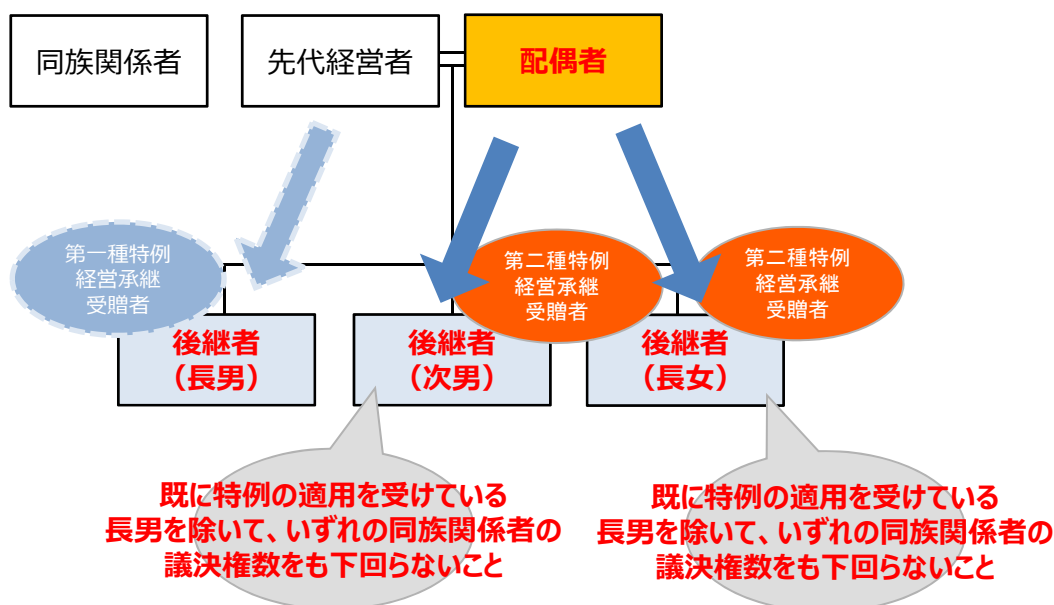 同族関係者
先代経営者
配偶者
第一種特例
経営承継
受贈者
第二種特例
経営承継
受贈者
第二種特例
経営承継
受贈者
後継者
（長男）
後継者
（次男）
後継者
（長女）
既に特例の適用を受けている
長男を除いて、いずれの同族関係者の
議決権数をも下回らないこと
既に特例の適用を受けている
長男を除いて、いずれの同族関係者の
議決権数をも下回らないこと